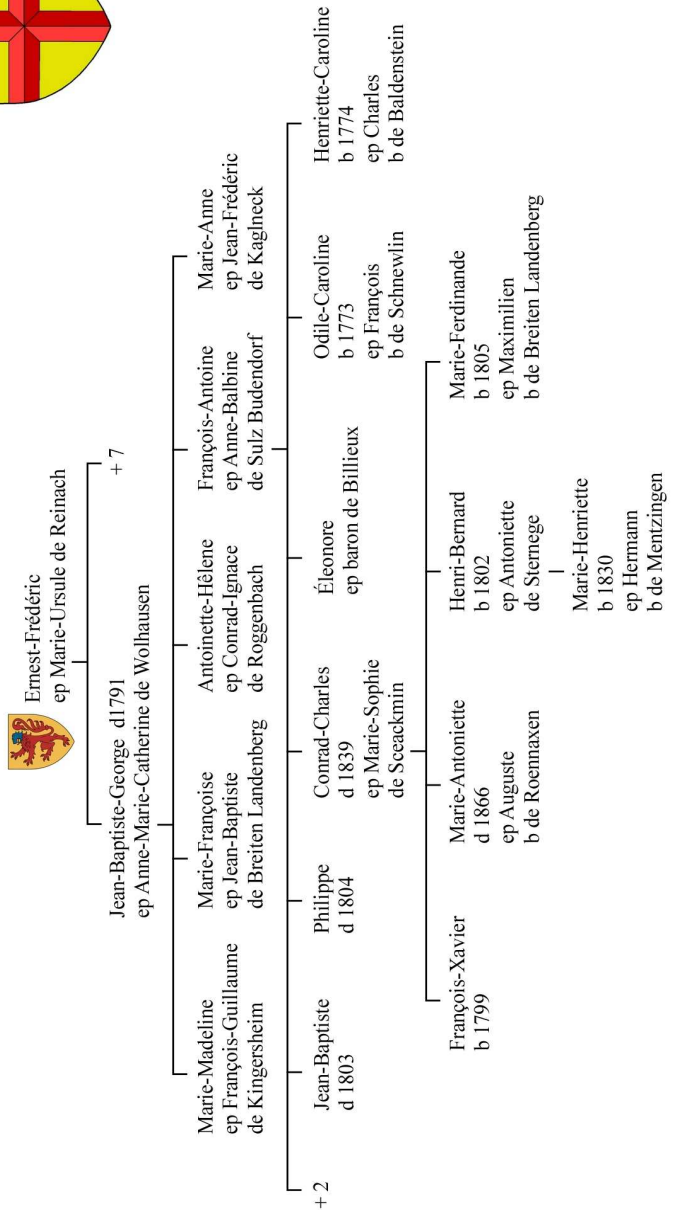 Ernest-Frédéric
ep Marie-Ursule de Reinach
Jean-Baptiste-George d1791
ep Anne-Marie-Catherine de Wolhausen
+ 7
Marie-Madeline
ep François-Guillaume
de Kingersheim
Marie-Françoise
ep Jean-Baptiste
de Breiten Landenberg
Antoinette-Hêlene
ep Conrad-Ignace
de Roggenbach
François-Antoine
ep Anne-Balbine
de Sulz Budendorf
Marie-Anne
ep Jean-Frédéric
de Kaglneck
+ 2
Jean-Baptiste
d 1803
Philippe
d 1804
Conrad-Charles
d 1839
ep Marie-Sophie
de Sceackmin
Éleonore
ep baron de Billieux
Odile-Caroline
b 1773
ep François
b de Schnewlin
Henriette-Caroline
b 1774
ep Charles
b de Baldenstein
François-Xavier
b 1799
Marie-Antoniette
d 1866
ep Auguste
b de Roennaxen
Henri-Bernard
b 1802
ep Antoniette
de Sternege
Marie-Ferdinande
b 1805
ep Maximilien
b de Breiten Landenberg
Marie-Henriette
b 1830
ep Hermann
b de Mentzingen